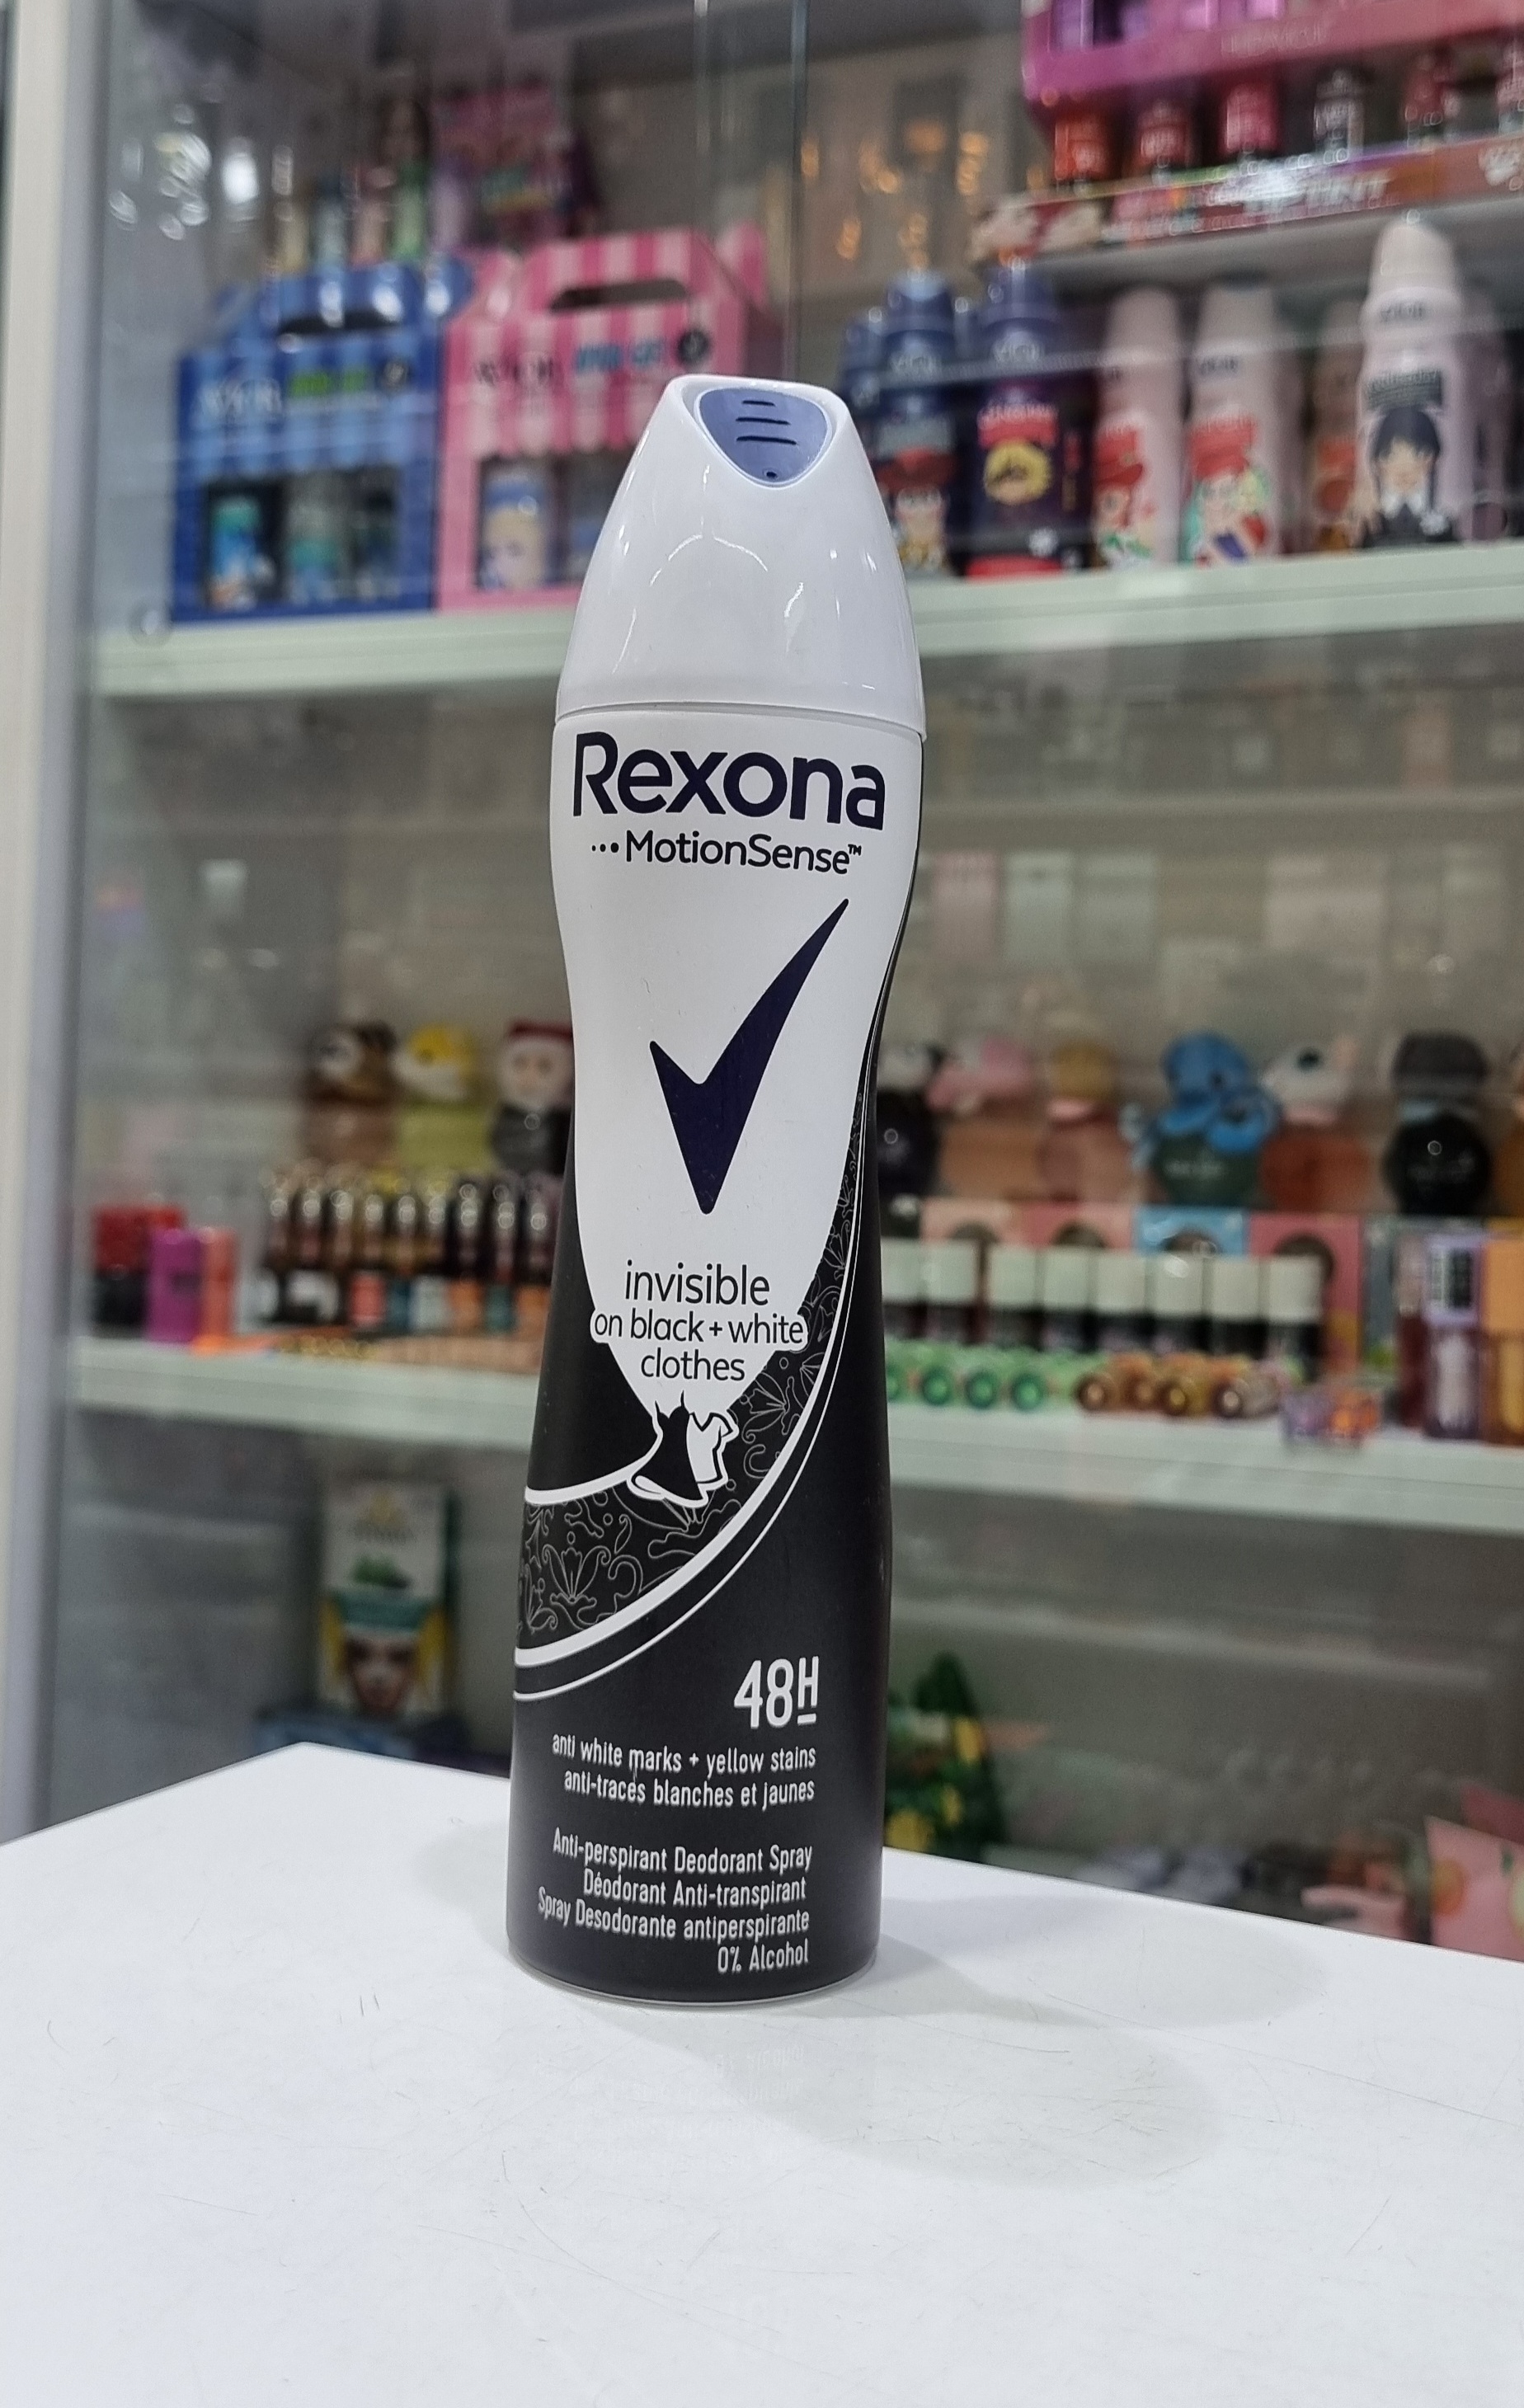 Rexona
MotionSense™
invisible
on black + white
clothes
48H
anti white marks + yellow stains
anti-traces blanches et jaunes
Anti-perspirant Deodorant Spray
Déodorant Anti-transpirant
Spray Desodorante antiperspirante
0% Alcohol